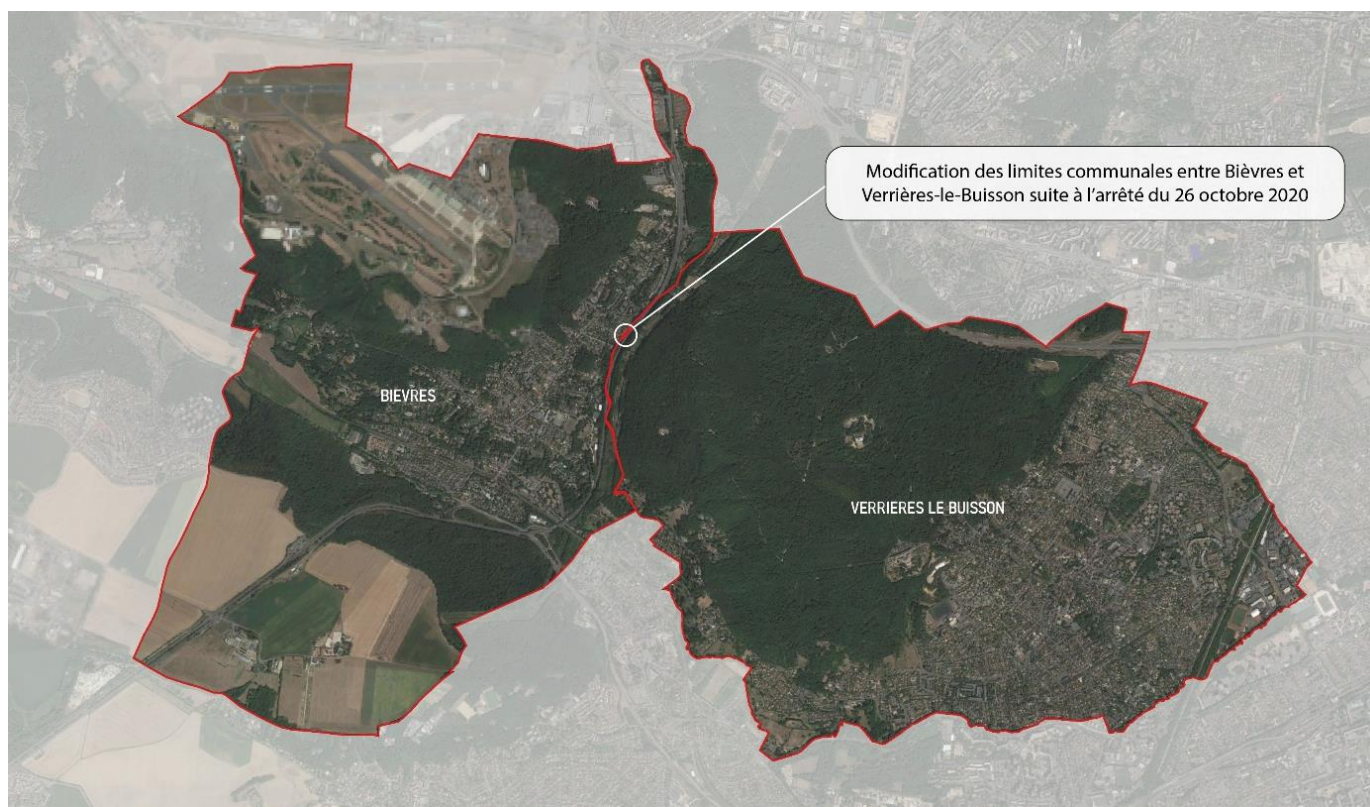 Modification des limites communales entre Bièvres et
Verrières-le-Buisson suite à l’arrêté du 26 octobre 2020
BIEVRES
VERRIERES LE BUISSON